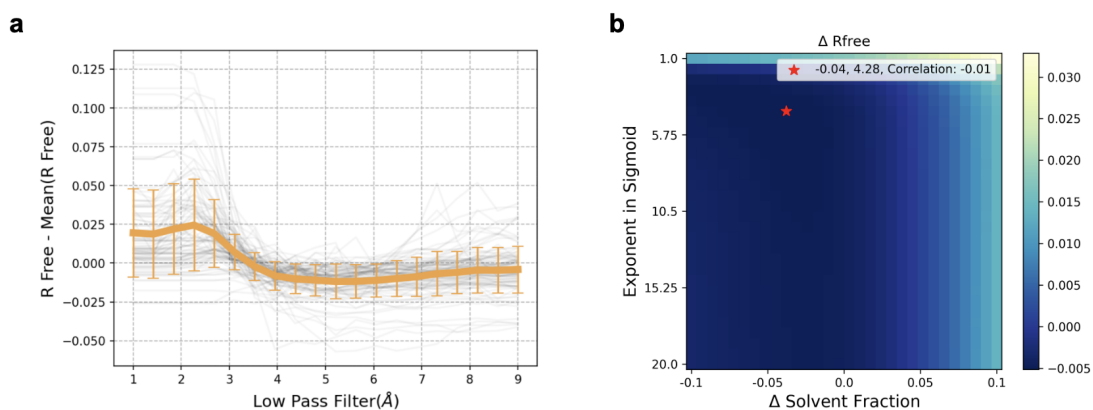 a
0.125
0.100
0.075
0.050
0.025
0.000
−0.025
−0.050
R Free - Mean(R Free)
1 2 3 4 5 6 7 8 9
Low Pass Filter(Å)
b
Δ Rfree
-0.04, 4.28, Correlation: -0.01
1.0
5.75
10.5
15.25
20.0
Exponent in Sigmoid
-0.1 -0.05 0.0 0.05 0.1
Δ Solvent Fraction
0.030
0.025
0.020
0.015
0.010
0.005
0.000
−0.005